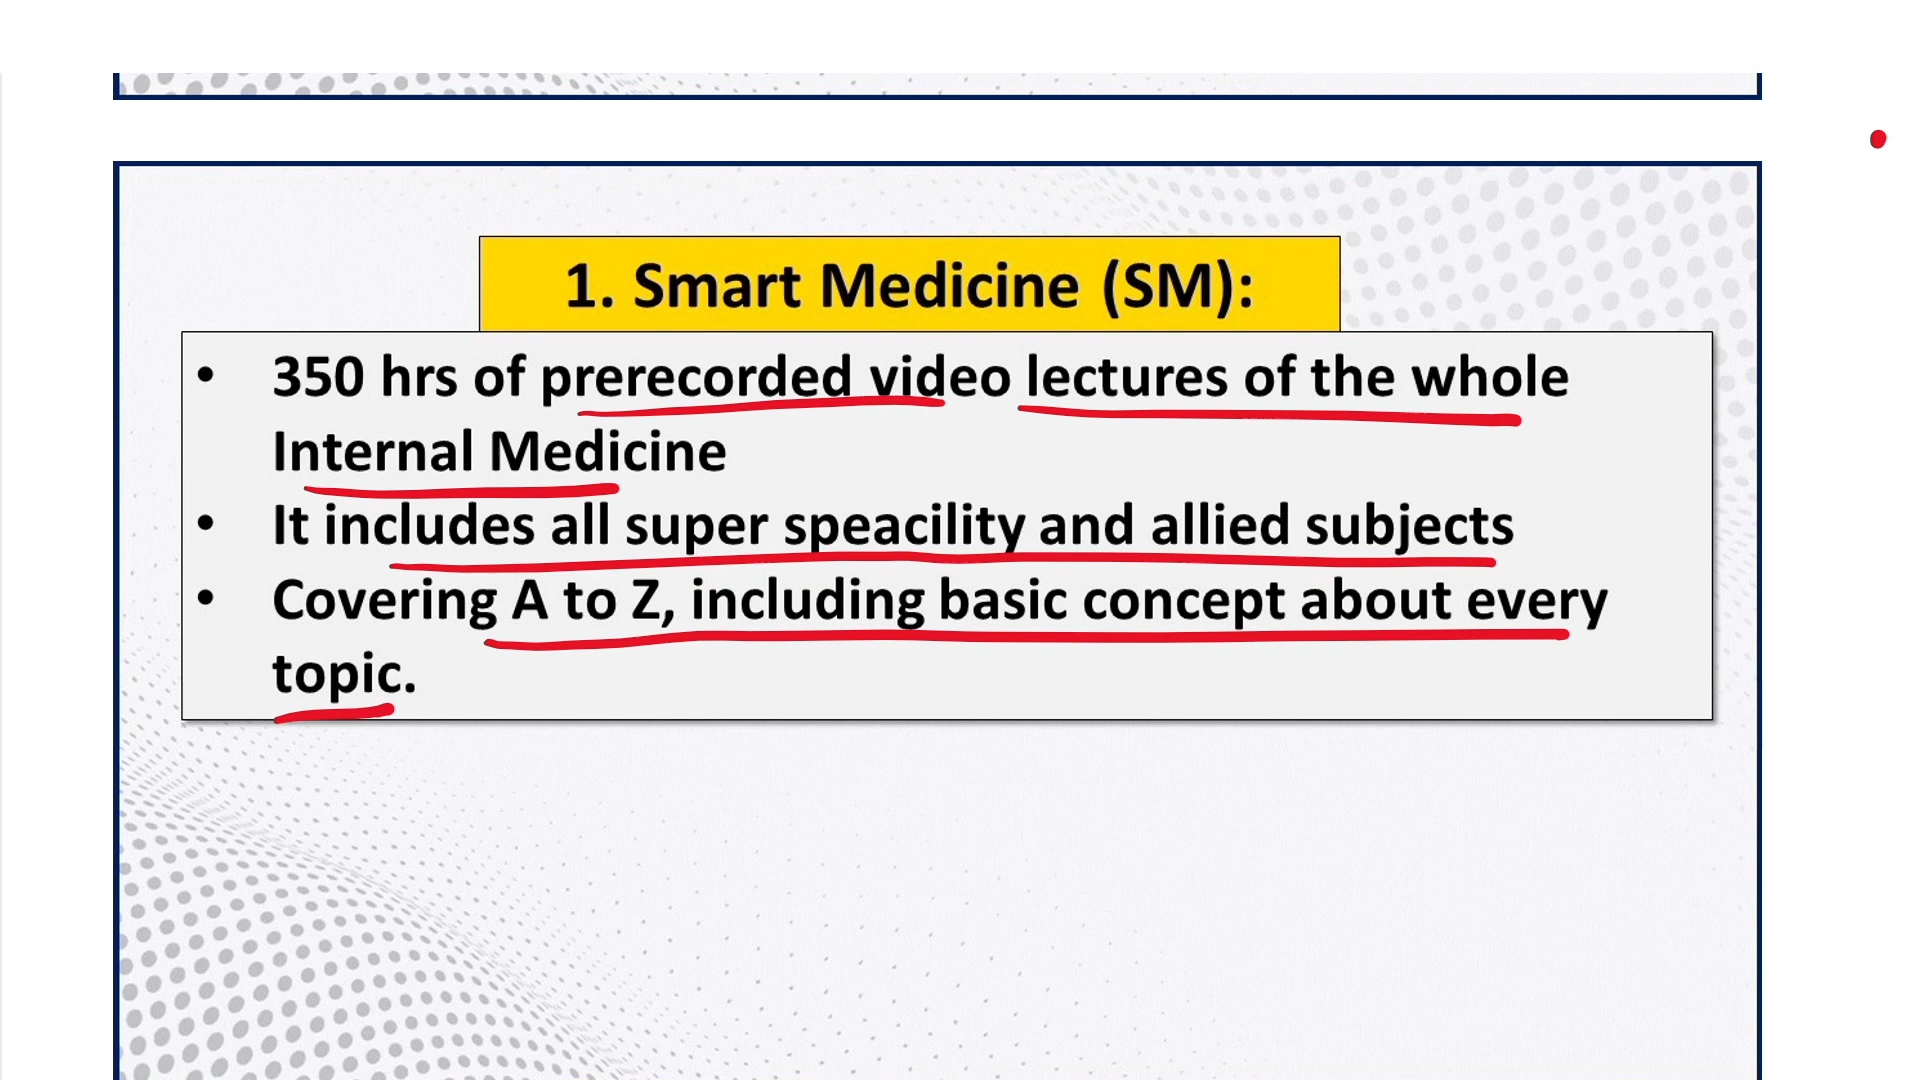 1. Smart Medicine (SM):
• 350 hrs of prerecorded video lectures of the whole
Internal Medicine
• It includes all super speacility and allied subjects
• Covering A to Z, including basic concept about every
topic.